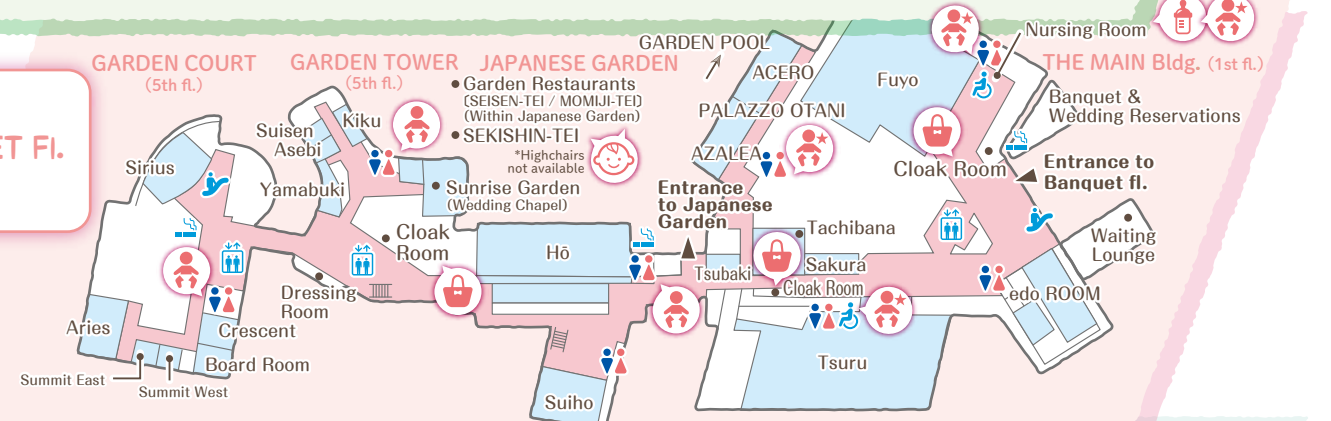 ET Fl.
GARDEN COURT
(5th fl.)
GARDEN TOWER
(5th fl.)
JAPANESE GARDEN
• Garden Restaurants
[SEISEN-TEI / MOMIJI-TEI]
(Within Japanese Garden)
• SEKISHIN-TEI
*Highchairs
not available
GARDEN POOL
ACERO
PALAZZO OTANI
AZALEA
Fuyo
Nursing Room
THE MAIN Bldg. (1st fl.)
Banquet &
Wedding Reservations
Cloak Room
Entrance to
Banquet fl.
Waiting
Lounge
Sirius
Suisen
Asebi
Kiku
Yamabuki
Sunrise Garden
(Wedding Chapel)
Cloak
Room
Dressing
Room
Hō
Entrance
to Japanese
Garden
Tachibana
Tsubaki
Sakura
Cloak Room
edo ROOM
Aries
Crescent
Board Room
Summit East
Summit West
Suiho
Tsuru